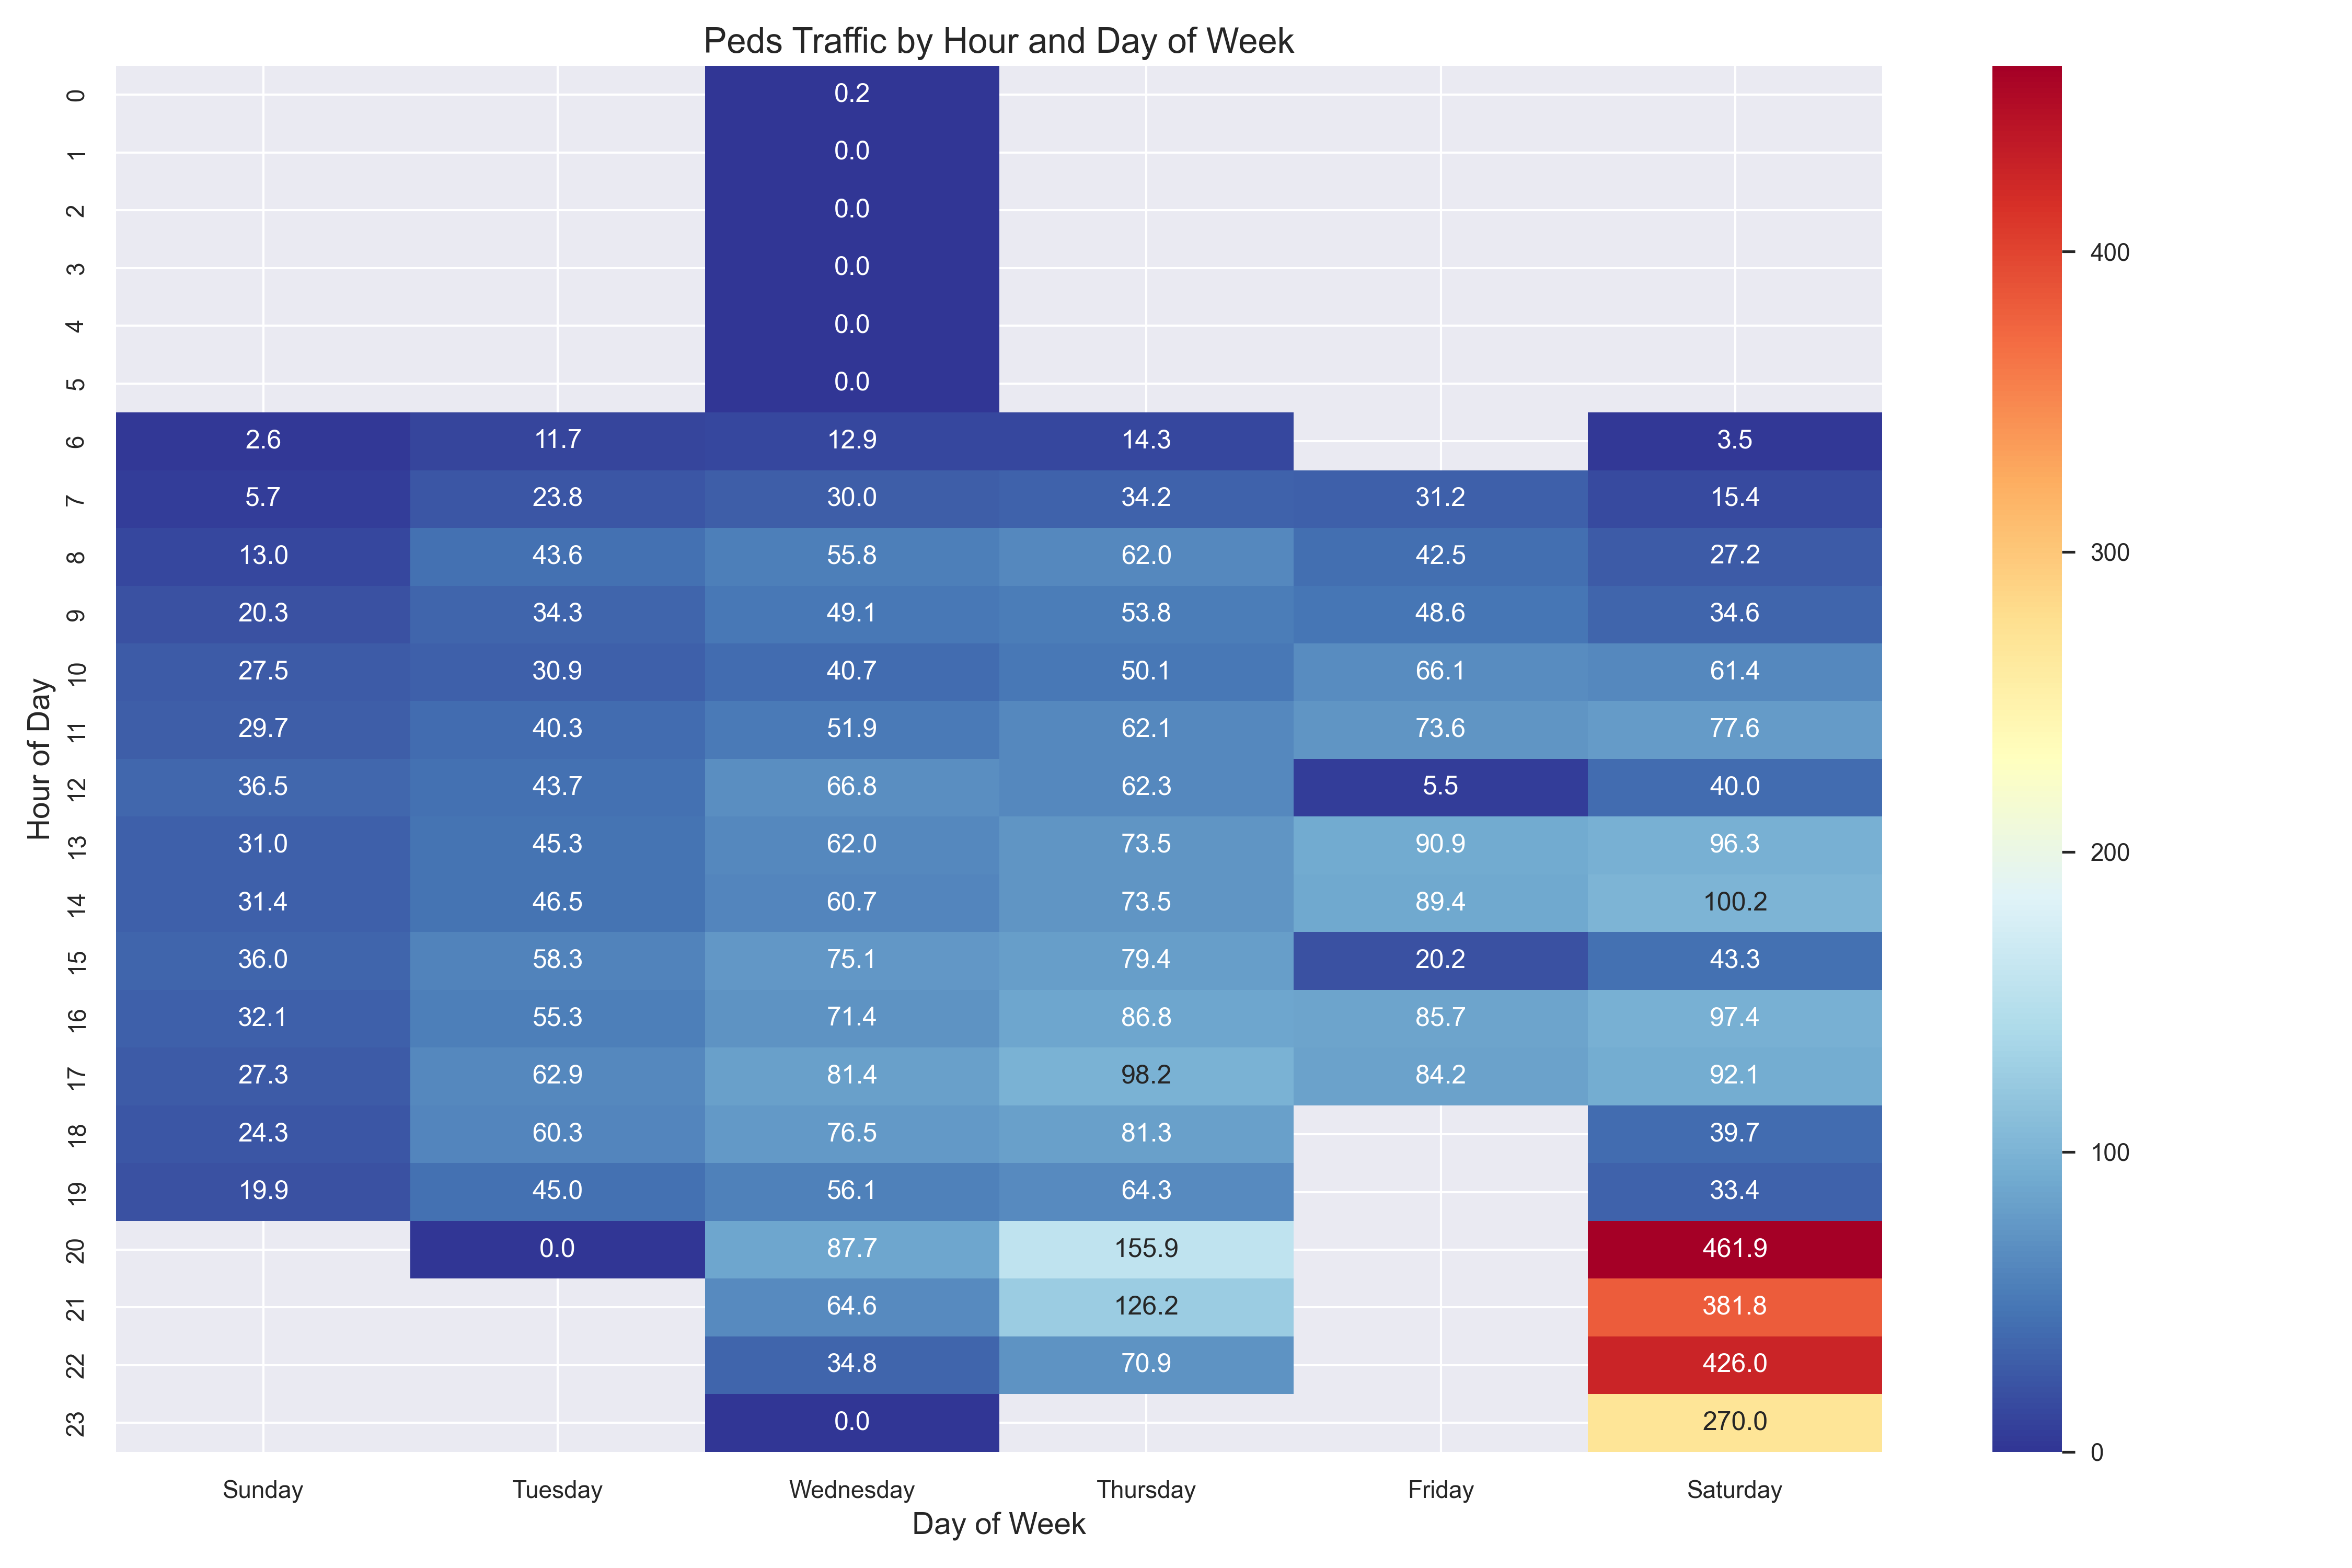 Peds Traffic by Hour and Day of Week
Hour of Day
0 0.2
1 0.0
2 0.0
3 0.0
4 0.0
5 0.0
6 2.6 11.7 12.9 14.3 3.5
7 5.7 23.8 30.0 34.2 31.2 15.4
8 13.0 43.6 55.8 62.0 42.5 27.2
9 20.3 34.3 49.1 53.8 48.6 34.6
10 27.5 30.9 40.7 50.1 66.1 61.4
11 29.7 40.3 51.9 62.1 73.6 77.6
12 36.5 43.7 66.8 62.3 5.5 40.0
13 31.0 45.3 62.0 73.5 90.9 96.3
14 31.4 46.5 60.7 73.5 89.4 100.2
15 36.0 58.3 75.1 79.4 20.2 43.3
16 32.1 55.3 71.4 86.8 85.7 97.4
17 27.3 62.9 81.4 98.2 84.2 92.1
18 24.3 60.3 76.5 81.3 39.7
19 19.9 45.0 56.1 64.3 33.4
20 0.0 87.7 155.9 461.9
21 64.6 126.2 381.8
22 34.8 70.9 426.0
23 0.0 270.0
Sunday Tuesday Wednesday Thursday Friday Saturday
Day of Week
400
300
200
100
0